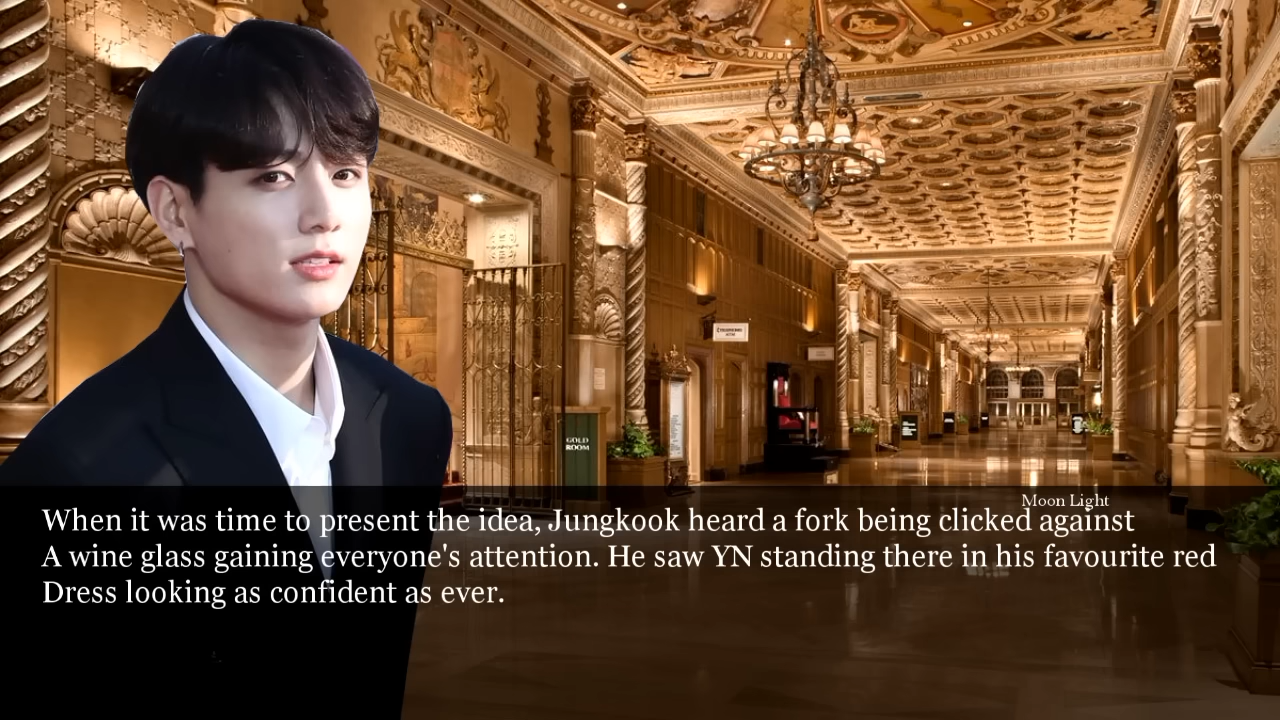 GOLD
ROOM
Moon Light
When it was time to present the idea, Jungkook heard a fork being clicked against
A wine glass gaining everyone's attention. He saw YN standing there in his favourite red
Dress looking as confident as ever.